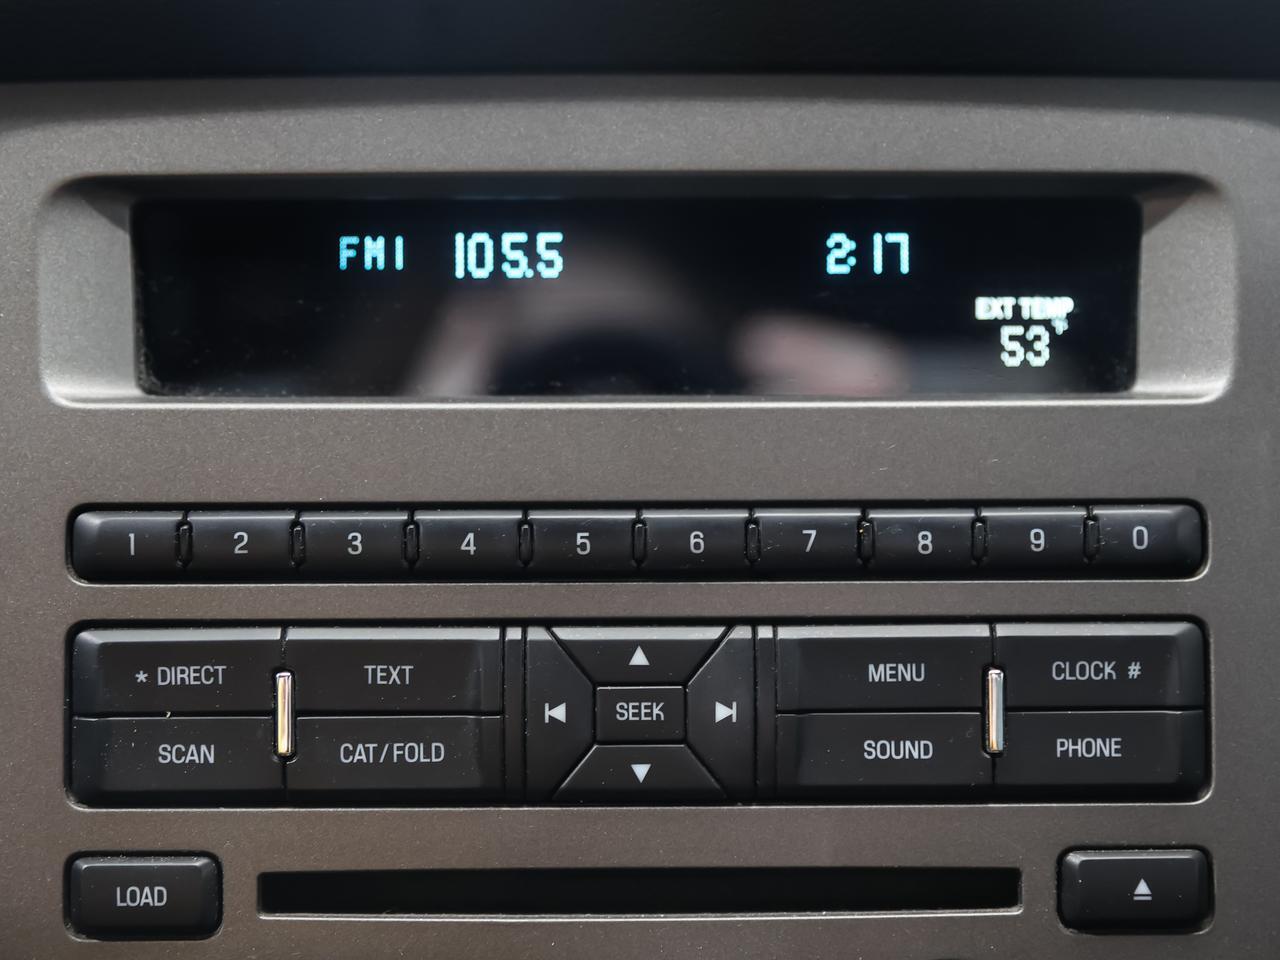 FM1 105.5 2:17
EXT TEMP
53°F
1 2 3 4 5 6 7 8 9 0
* DIRECT TEXT MENU CLOCK #
SEEK
SCAN CAT/FOLD SOUND PHONE
LOAD